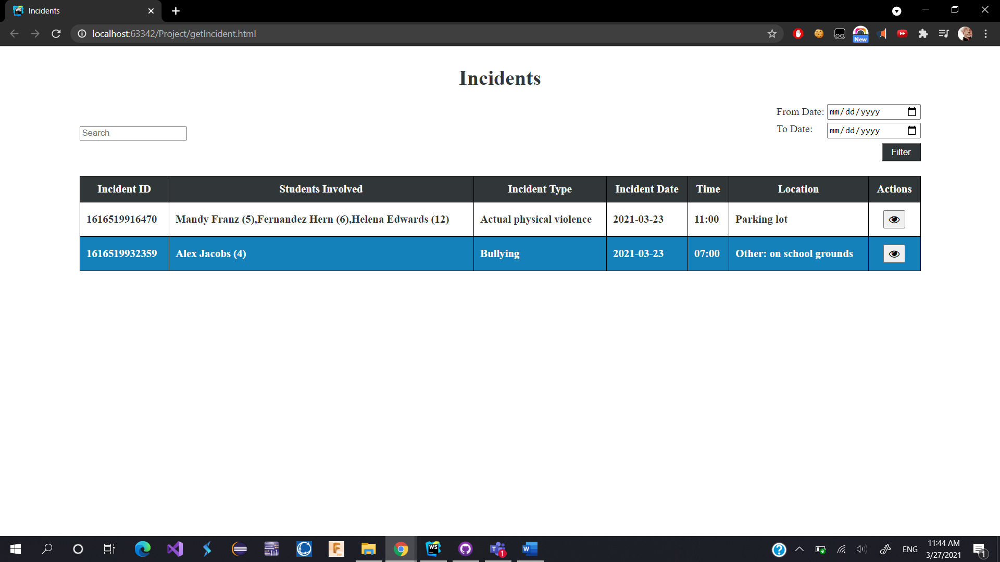 Incidents
localhost:63342/Project/getIncident.html
New
Incidents
From Date: mm/dd/yyyy
Search
To Date: mm/dd/yyyy
Filter
Incident ID Students Involved Incident Type Incident Date Time Location Actions
1616519916470 Mandy Franz (5),Fernandez Hern (6),Helena Edwards (12) Actual physical violence 2021-03-23 11:00 Parking lot
1616519932359 Alex Jacobs (4) Bullying 2021-03-23 07:00 Other: on school grounds
ENG
11:44 AM
3/27/2021
1